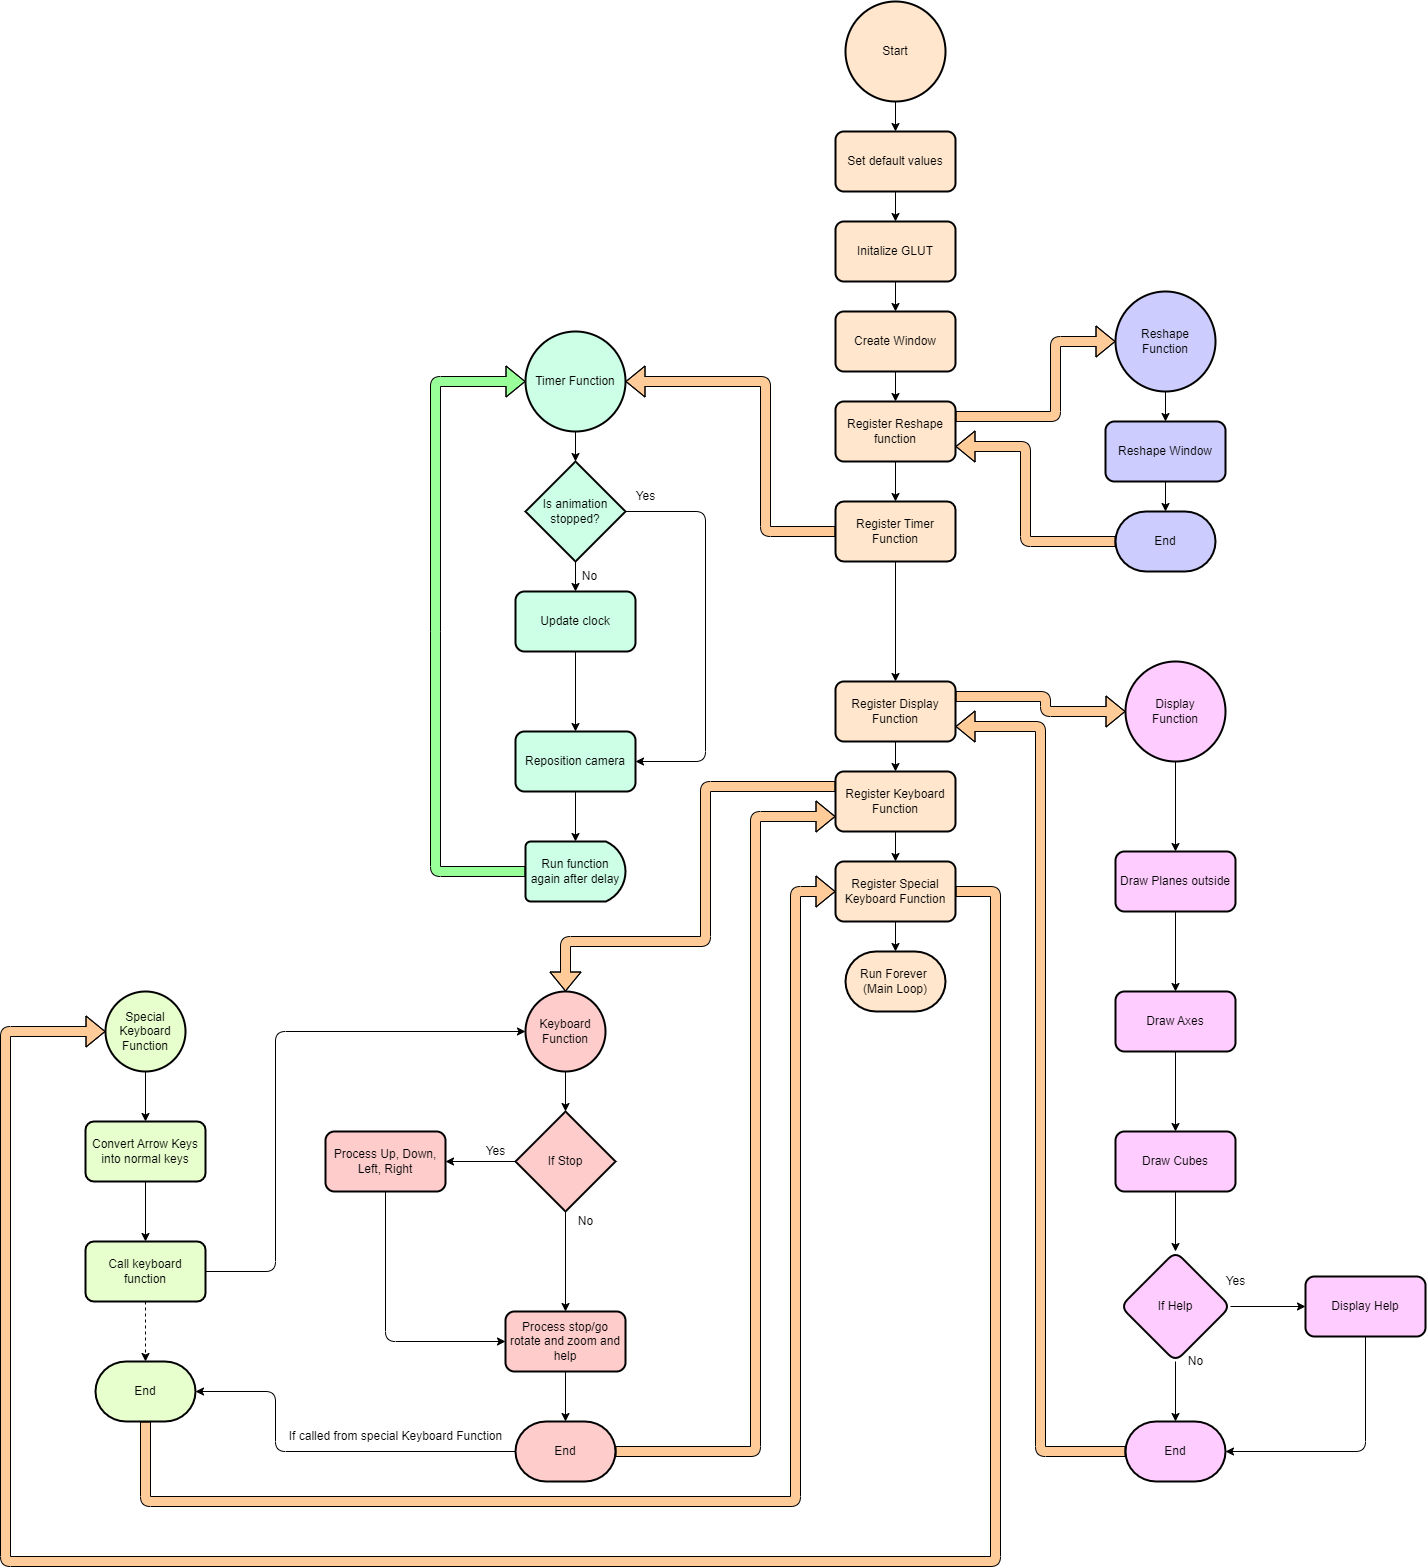 Start
Set default values
Initalize GLUT
Create Window
Register Reshape
function
Register Timer
Function
Register Display
Function
Register Keyboard
Function
Register Special
Keyboard Function
Run Forever
(Main Loop)
Reshape
Function
Reshape Window
End
Timer Function
Is animation
stopped?
Yes
No
Update clock
Reposition camera
Run function
again after delay
Display
Function
Draw Planes outside
Draw Axes
Draw Cubes
If Help
Yes
Display Help
No
End
Keyboard
Function
If Stop
Yes
Process Up, Down,
Left, Right
No
Process stop/go
rotate and zoom and
help
End
If called from special Keyboard Function
Special
Keyboard
Function
Convert Arrow Keys
into normal keys
Call keyboard
function
End